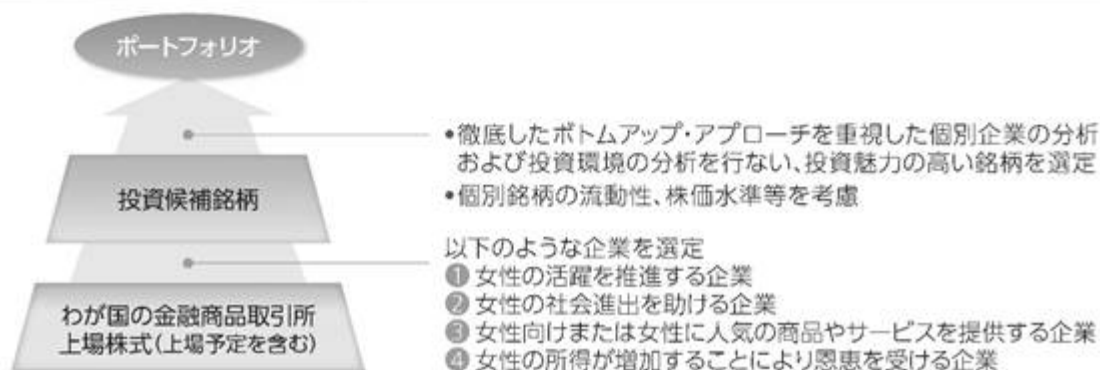 ポートフォリオ
•徹底したボトムアップ・アプローチを重視した個別企業の分析
および投資環境の分析を行ない、投資魅力の高い銘柄を選定
•個別銘柄の流動性、株価水準等を考慮
投資候補銘柄
以下のような企業を選定
❶ 女性の活躍を推進する企業
❷ 女性の社会進出を助ける企業
❸ 女性向けまたは女性に人気の商品やサービスを提供する企業
❹ 女性の所得が増加することにより恩恵を受ける企業
わが国の金融商品取引所
上場株式(上場予定を含む)